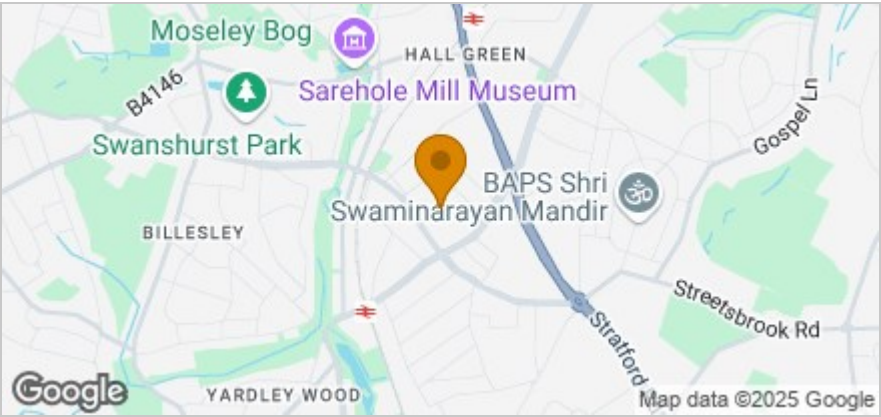 Moseley Bog
HALL GREEN
B4146
Sarehole Mill Museum
Gospel Ln
Swanshurst Park
BAPS Shri
Swaminarayan Mandir
BILLESLEY
Streetsbrook Rd
Stratford
YARDLEY WOOD
Google
Map data ©2025 Google